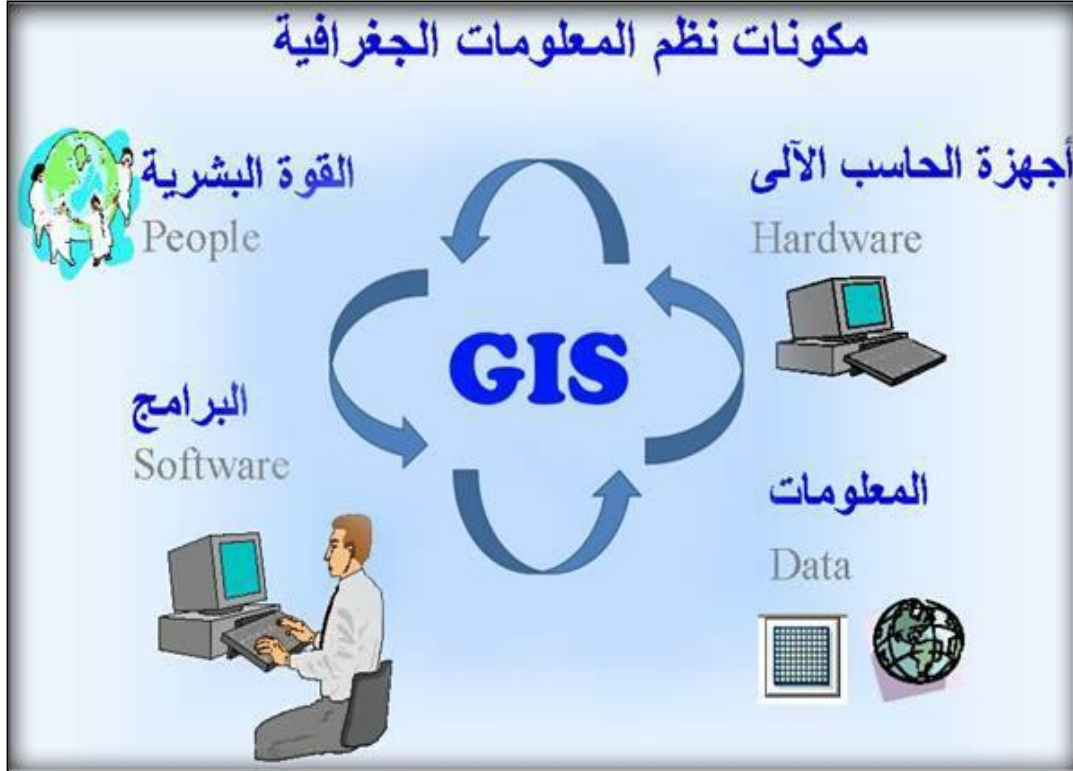 مكونات نظم المعلومات الجغرافية
أجهزة الحاسب الآلى
Hardware
القوة البشرية
People
GIS
البرامج
Software
المعلومات
Data